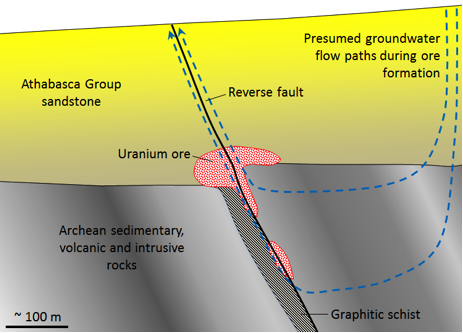 Presumed groundwater
flow paths during ore
formation
Athabasca Group
sandstone
Reverse fault
Uranium ore
Archean sedimentary,
volcanic and intrusive
rocks
~ 100 m
Graphitic schist